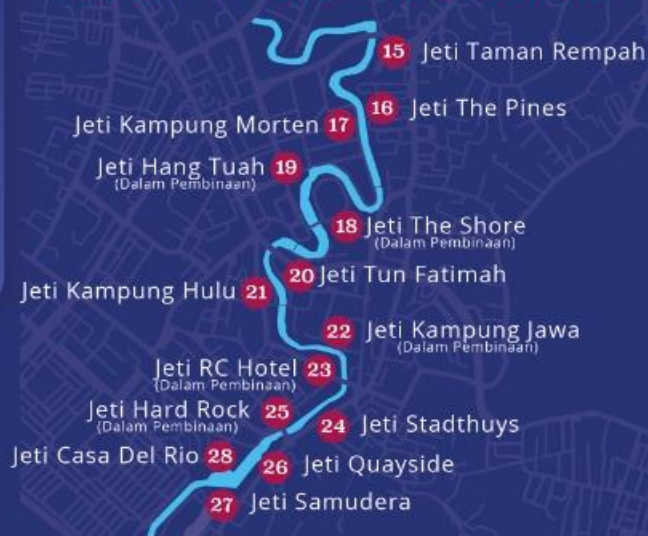 15 Jeti Taman Rempah
16 Jeti The Pines
Jeti Kampung Morten 17
Jeti Hang Tuah 19
(Dalam Pembinaan)
18 Jeti The Shore
(Dalam Pembinaan)
20 Jeti Tun Fatimah
Jeti Kampung Hulu 21
22 Jeti Kampung Jawa
(Dalam Pembinaan)
Jeti RC Hotel 23
(Dalam Pembinaan)
Jeti Hard Rock 25
(Dalam Pembinaan)
24 Jeti Stadthuys
Jeti Casa Del Rio 28
26 Jeti Quayside
27 Jeti Samudera